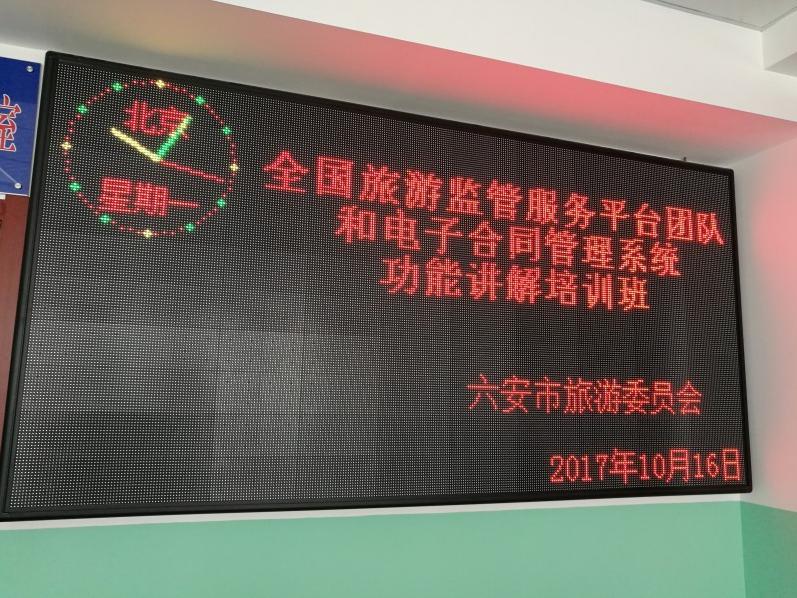 室
北京
星期一
全国旅游监管服务平台团队
和电子合同管理系统
功能讲解培训班
六安市旅游委员会
2017年10月16日